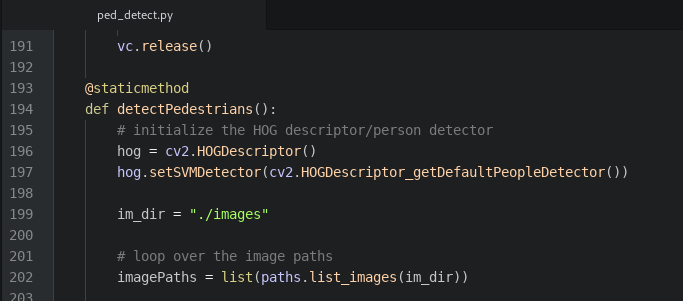 ped_detect.py
191 vc.release()
192
193 @staticmethod
194 def detectPedestrians():
195 # initialize the HOG descriptor/person detector
196 hog = cv2.HOGDescriptor()
197 hog.setSVMDetector(cv2.HOGDescriptor_getDefaultPeopleDetector())
198
199 im_dir = "./images"
200
201 # loop over the image paths
202 imagePaths = list(paths.list_images(im_dir))
203